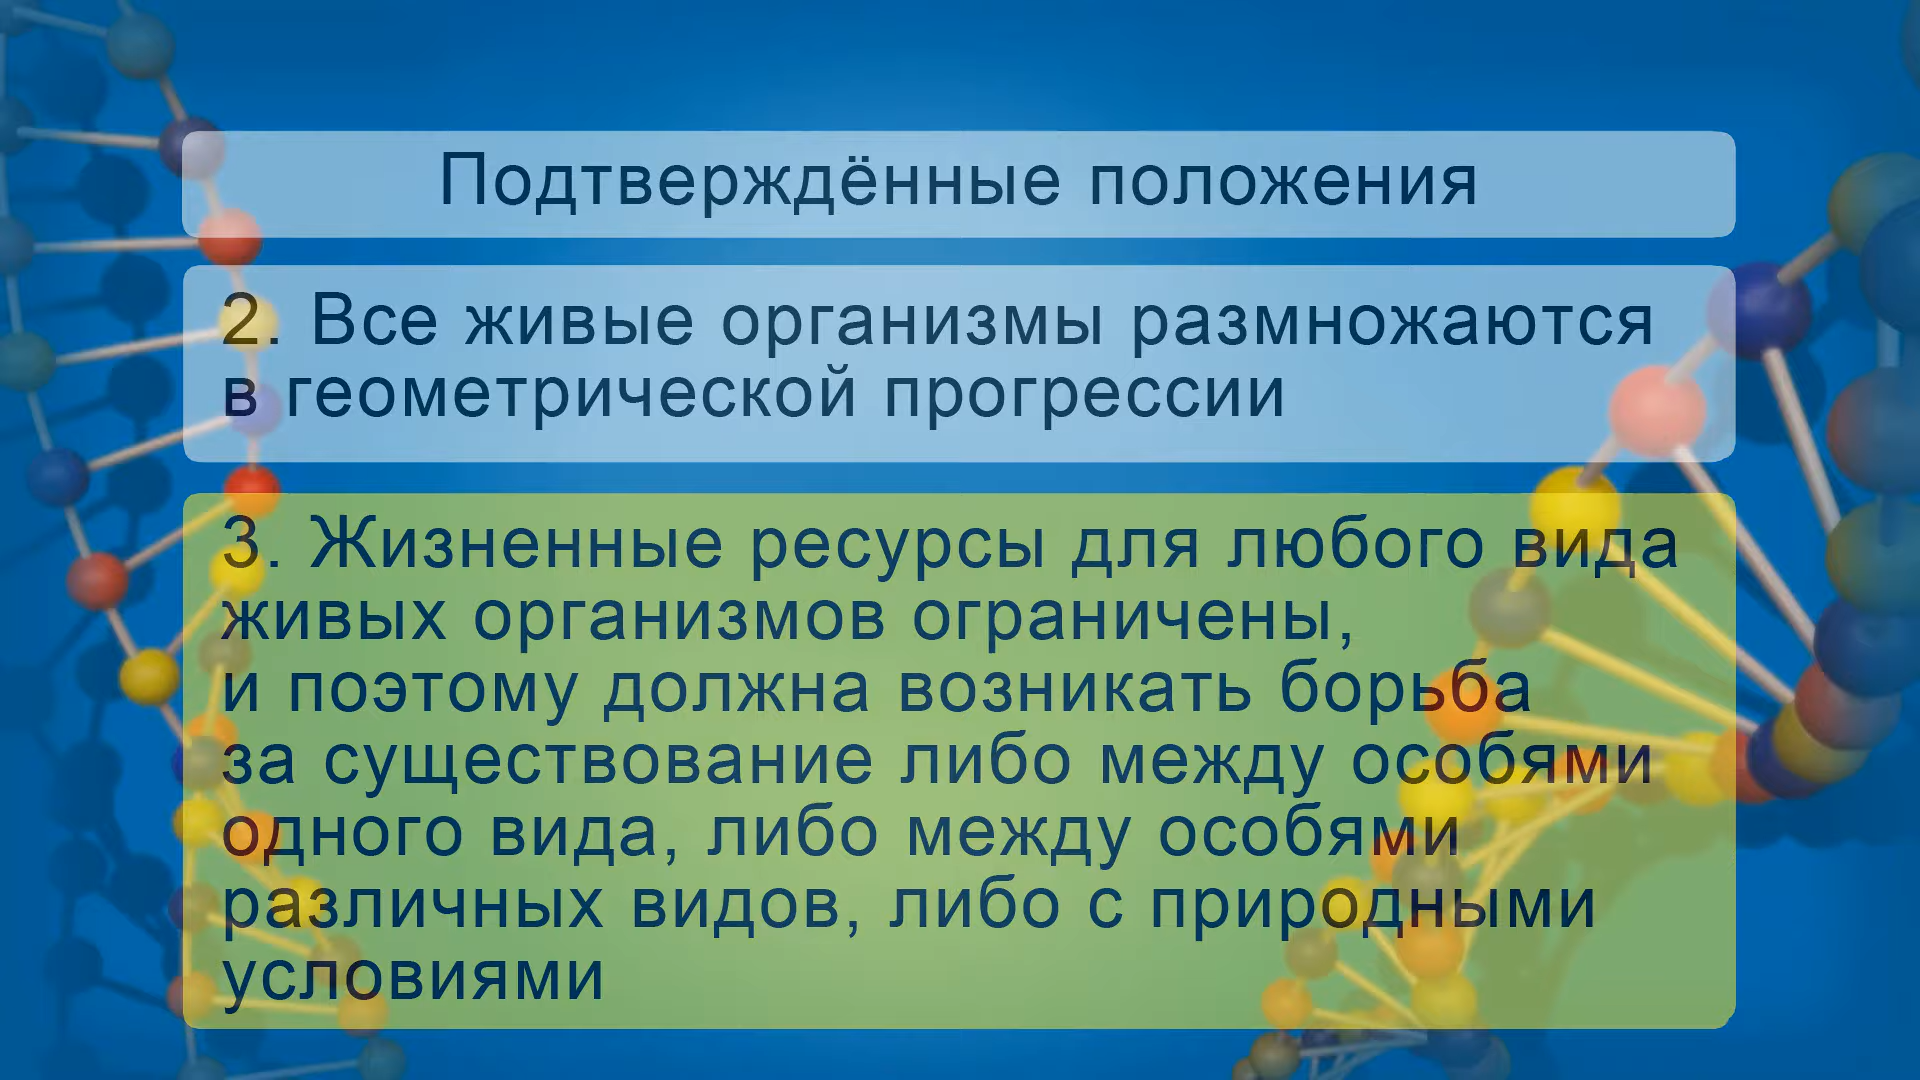 Подтверждённые положения
2. Все живые организмы размножаются
в геометрической прогрессии
3. Жизненные ресурсы для любого вида
живых организмов ограничены,
и поэтому должна возникать борьба
за существование либо между особями
одного вида, либо между особями
различных видов, либо с природными
условиями